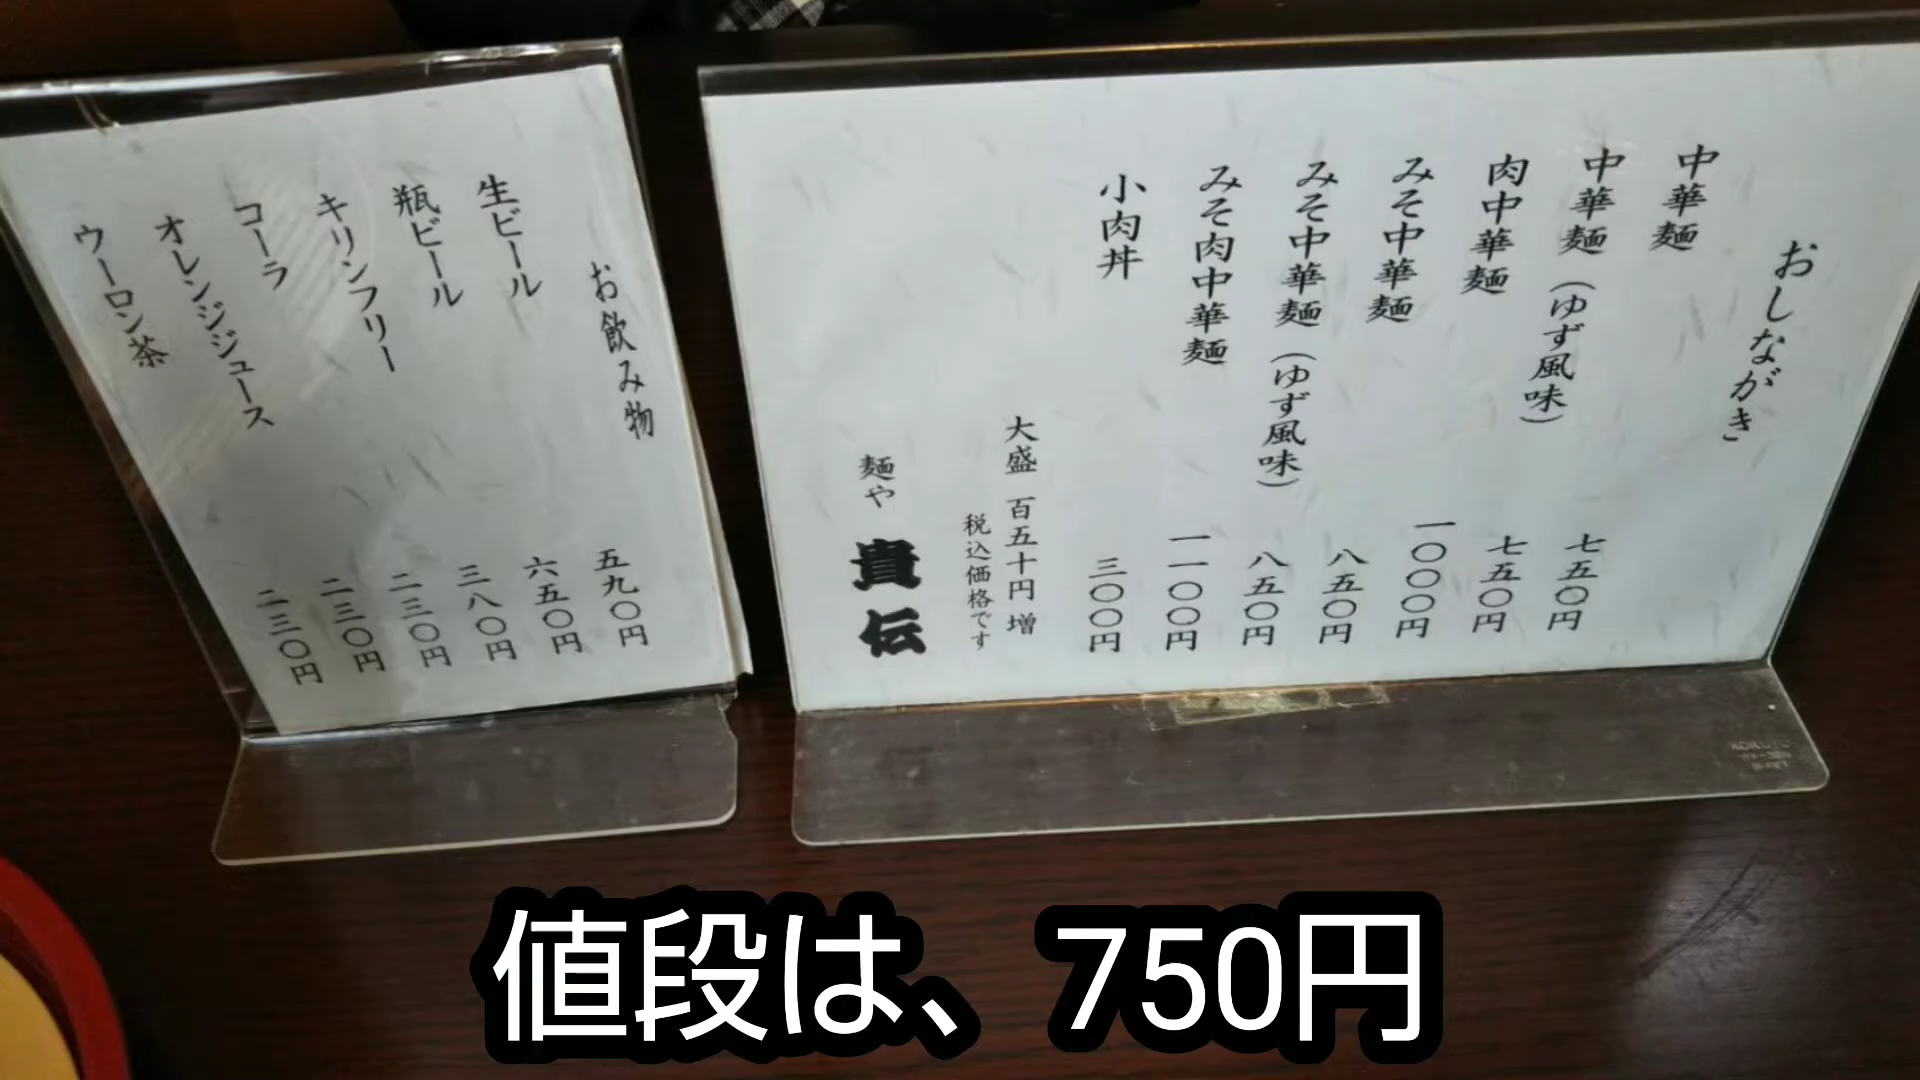 おしながき
中華麺 七五〇円
中華麺（ゆず風味） 七五〇円
肉中華麺 一〇〇〇円
みそ中華麺 八五〇円
みそ中華麺（ゆず風味） 八五〇円
みそ肉中華麺 一一〇〇円
小肉丼 三〇〇円
大盛 百五十円 増
税込価格です
麺や 貴伝
お飲み物
生ビール 五九〇円
瓶ビール 六五〇円
キリンフリー 三八〇円
コーラ 二三〇円
オレンジジュース 二三〇円
ウーロン茶 二三〇円
値段は、750円